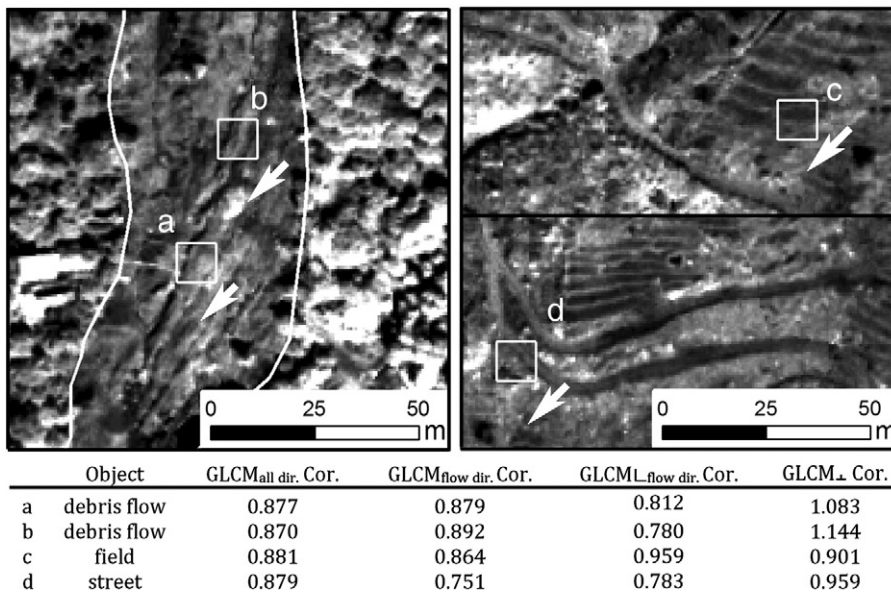 b
a
0 25 50
m
c
d
0 25 50
m
Object GLCMall dir. Cor. GLCMflow dir. Cor. GLCM∟flow dir. Cor. GLCM⊥ Cor.
a debris flow 0.877 0.879 0.812 1.083
b debris flow 0.870 0.892 0.780 1.144
c field 0.881 0.864 0.959 0.901
d street 0.879 0.751 0.783 0.959